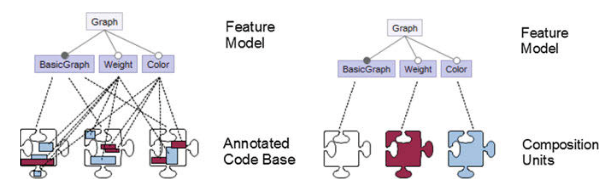 Graph
Feature
Model
BasicGraph
Weight
Color
Annotated
Code Base
Graph
Feature
Model
BasicGraph
Weight
Color
Composition
Units